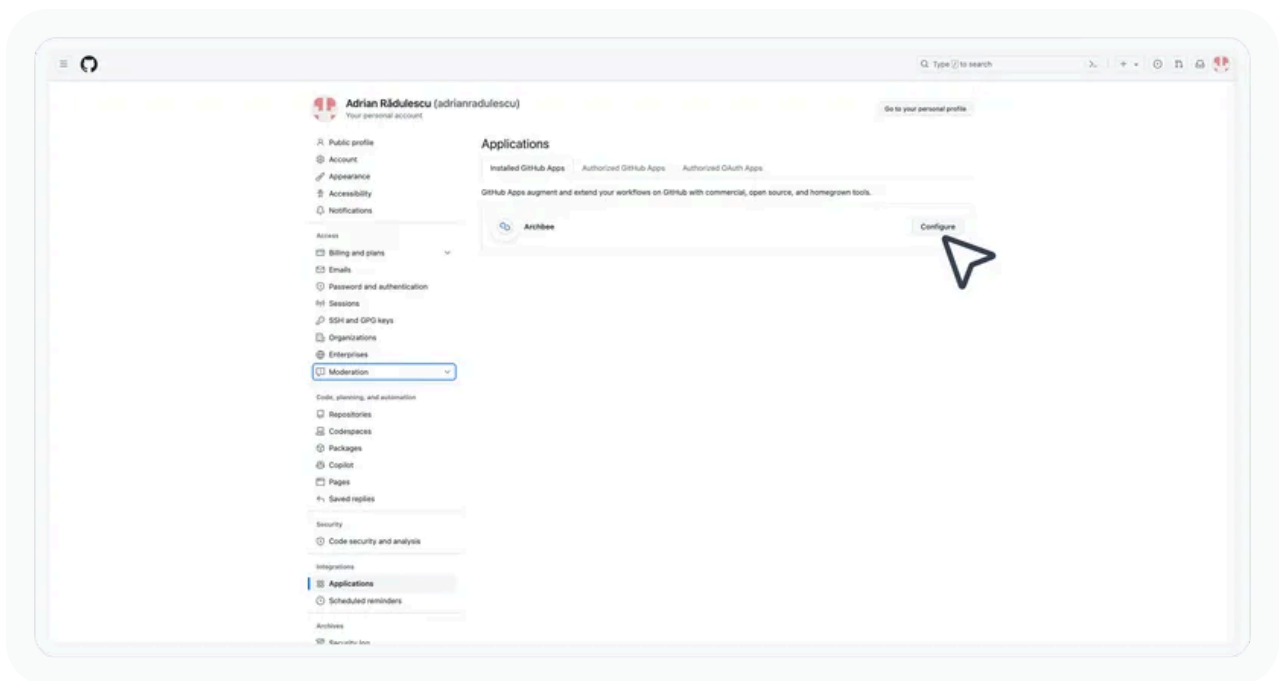 Type / to search
Adrian Rădulescu (adrianradulescu)
Your personal account
Go to your personal profile
Public profile
Account
Appearance
Accessibility
Notifications
Access
Billing and plans
Emails
Password and authentication
Sessions
SSH and GPG keys
Organizations
Enterprises
Moderation
Code, planning, and automation
Repositories
Codespaces
Packages
Copilot
Pages
Saved replies
Security
Code security and analysis
Integrations
Applications
Scheduled reminders
Archives
Security log
Applications
Installed GitHub Apps Authorized GitHub Apps Authorized OAuth Apps
GitHub Apps augment and extend your workflows on GitHub with commercial, open source, and homegrown tools.
Archbee
Configure